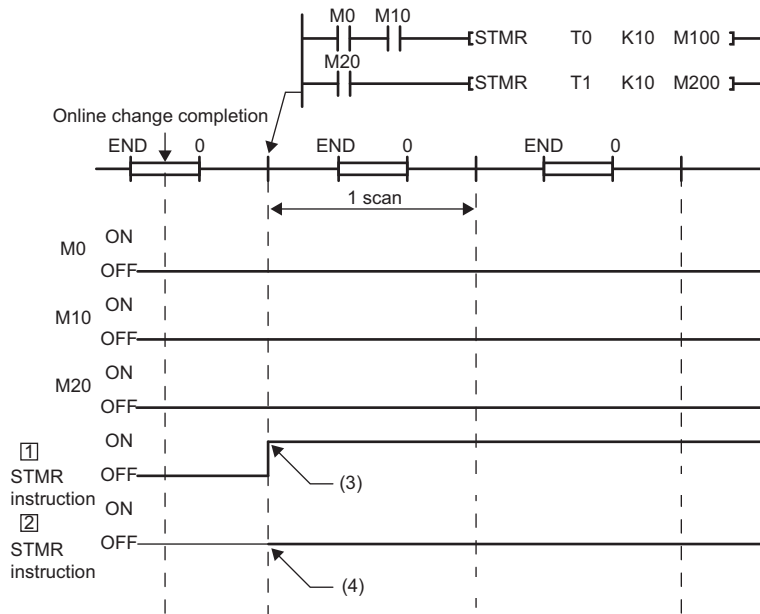 M0 M10
[STMR T0 K10 M100]
M20
[STMR T1 K10 M200]
Online change completion
END 0 END 0 END 0
1 scan
ON
M0
OFF
ON
M10
OFF
ON
M20
OFF
1
ON
STMR
OFF
instruction
(3)
2
ON
STMR
OFF
instruction
(4)